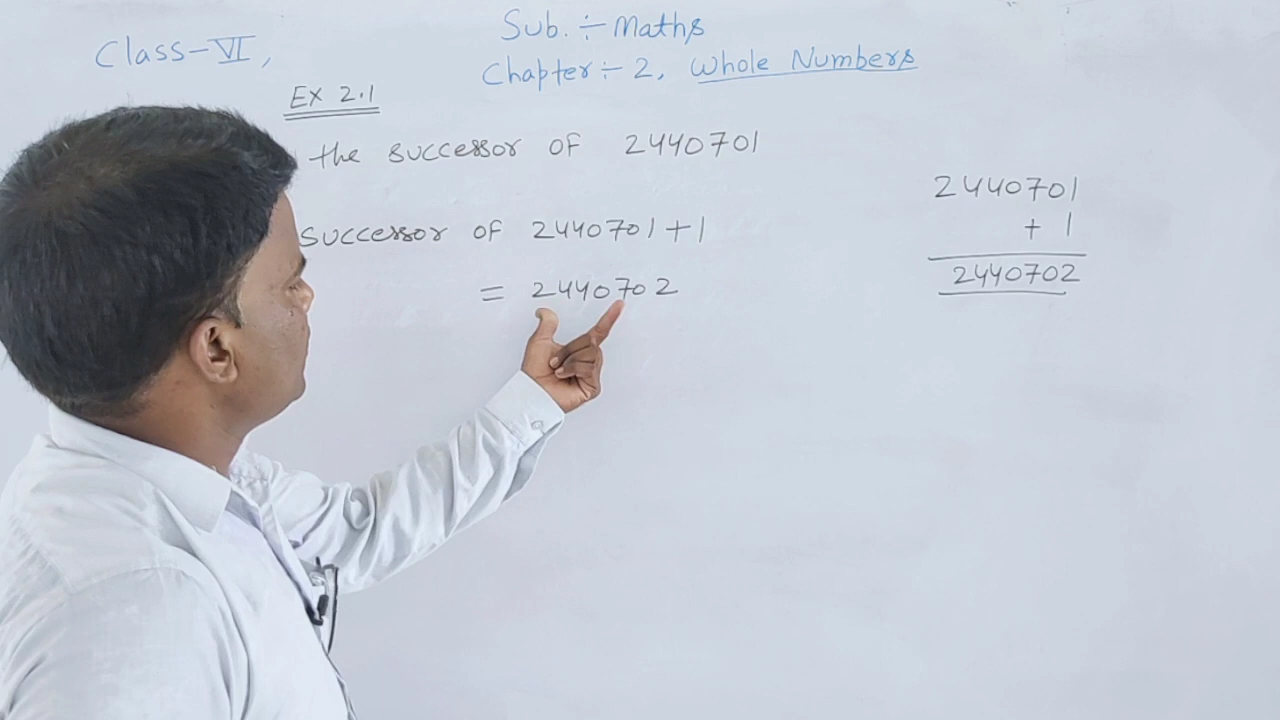 Class-VI,
Sub. ÷ Maths
Chapter ÷ 2, Whole Numbers
Ex 2.1
the successor of 2440701
successor of 2440701+1
= 2440702
2440701
+ 1
2440702